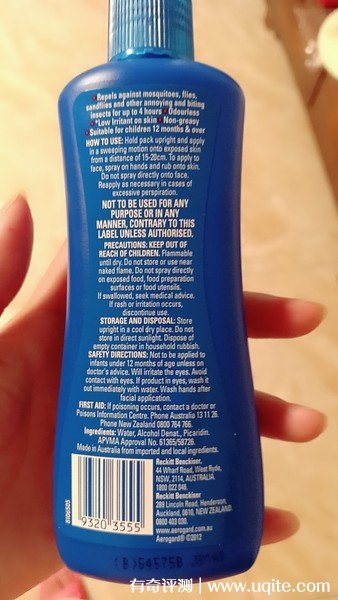 • Repels against mosquitoes, flies,
sandflies and other annoying and biting
insects for up to 4 hours • Odourless
• *Low Irritant on skin • Non-greasy
• Suitable for children 12 months & over
HOW TO USE: Hold pack upright and apply
in a sweeping motion onto exposed skin
from a distance of 15-20cm. To apply to
face, spray on hands and rub onto skin.
Do not spray directly onto face.
Reapply as necessary in cases of
excessive perspiration.
NOT TO BE USED FOR ANY
PURPOSE OR IN ANY
MANNER, CONTRARY TO THIS
LABEL UNLESS AUTHORISED.
PRECAUTIONS: KEEP OUT OF
REACH OF CHILDREN. Flammable
until dry. Do not store or use near
naked flame. Do not spray directly
on exposed food, food preparation
surfaces or food utensils.
If swallowed, seek medical advice.
If rash or irritation occurs,
discontinue use.
STORAGE AND DISPOSAL: Store
upright in a cool dry place. Do not
store in direct sunlight. Dispose of
empty container in household rubbish.
SAFETY DIRECTIONS: Not to be applied to
infants under 12 months of age unless on
doctor's advice. Will irritate the eyes. Avoid
contact with eyes. If product in eyes, wash it
out immediately with water. Wash hands after
facial application.
FIRST AID: If poisoning occurs, contact a doctor or
Poisons Information Centre. Phone Australia 13 11 26.
Phone New Zealand 0800 764 766.
Ingredients: Water, Alcohol Denat., Picaridin.
APVMA Approval No. 61365/58726.
Made in Australia from imported and local ingredients.
Reckitt Benckiser,
44 Wharf Road, West Ryde,
NSW, 2114, AUSTRALIA.
1800 022 046.
Reckitt Benckiser
289 Lincoln Road, Henderson,
Auckland, 0610, NEW ZEALAND.
0800 403 030.
www.aerogard.com.au
Aerogard® ©2012
9320 3555
有奇评测 | www.uqite.com